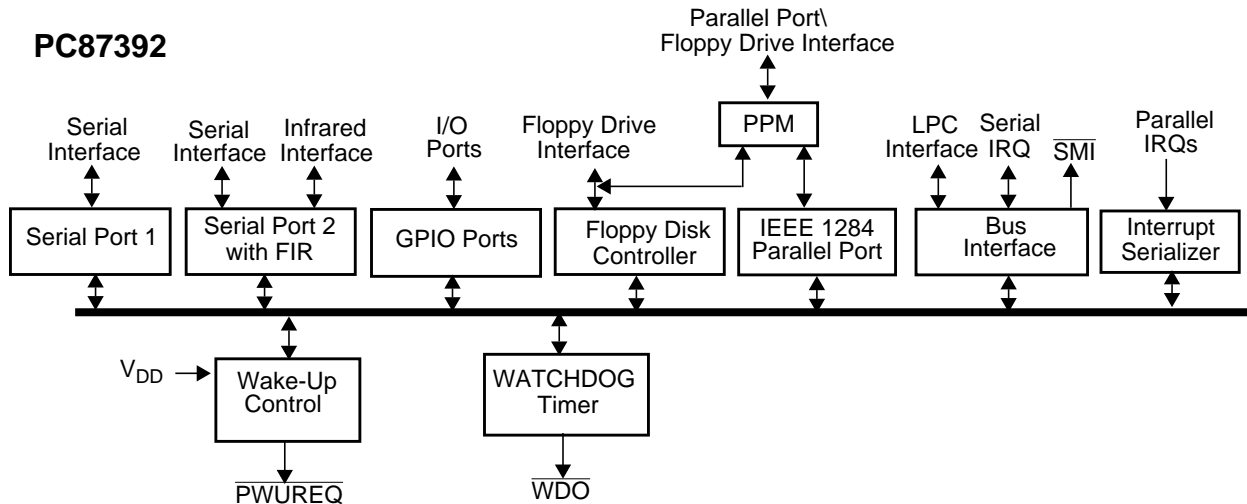 PC87392
Parallel Port\
Floppy Drive Interface
PPM
Serial
Interface
Serial
Interface
Infrared
Interface
I/O
Ports
Floppy Drive
Interface
LPC
Interface
Serial
IRQ
SMI
Parallel
IRQs
Serial Port 1
Serial Port 2
with FIR
GPIO Ports
Floppy Disk
Controller
IEEE 1284
Parallel Port
Bus
Interface
Interrupt
Serializer
VDD
Wake-Up
Control
WATCHDOG
Timer
PWUREQ
WDO